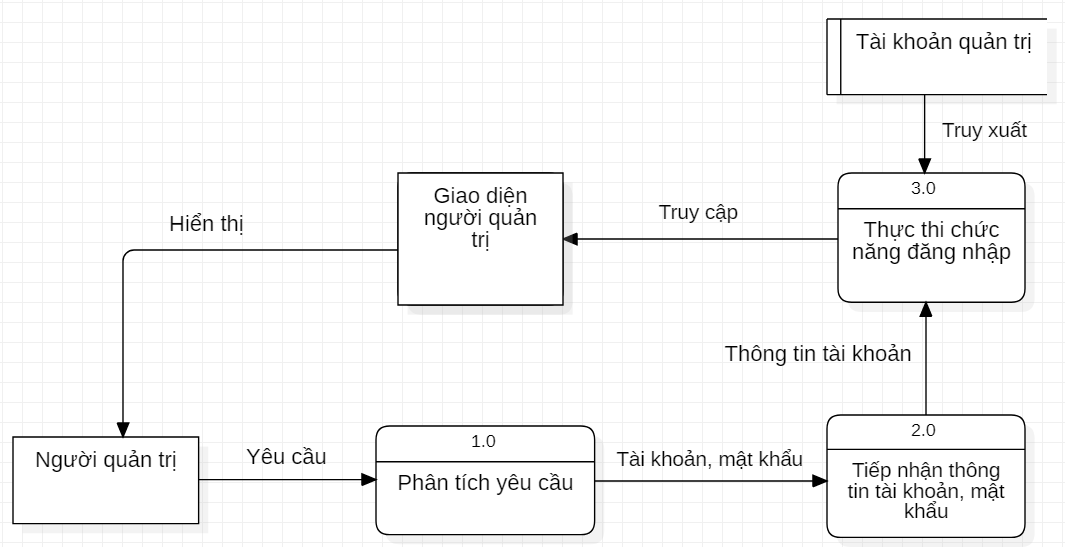 Tài khoản quản trị
Truy xuất
3.0
Thực thi chức
năng đăng nhập
Truy cập
Giao diện
người quản
trị
Hiển thị
Thông tin tài khoản
Người quản trị
Yêu cầu
1.0
Phân tích yêu cầu
Tài khoản, mật khẩu
2.0
Tiếp nhận thông
tin tài khoản, mật
khẩu